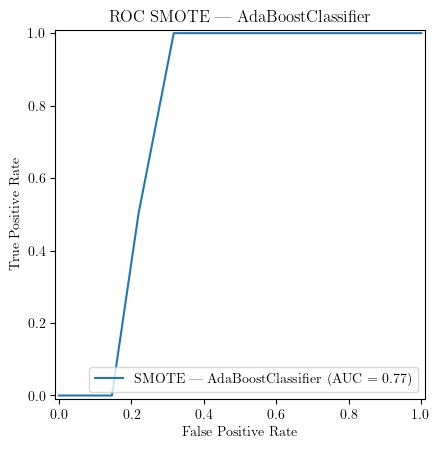 ROC SMOTE — AdaBoostClassifier
1.0
0.8
0.6
0.4
0.2
0.0
True Positive Rate
SMOTE — AdaBoostClassifier (AUC = 0.77)
0.0 0.2 0.4 0.6 0.8 1.0
False Positive Rate